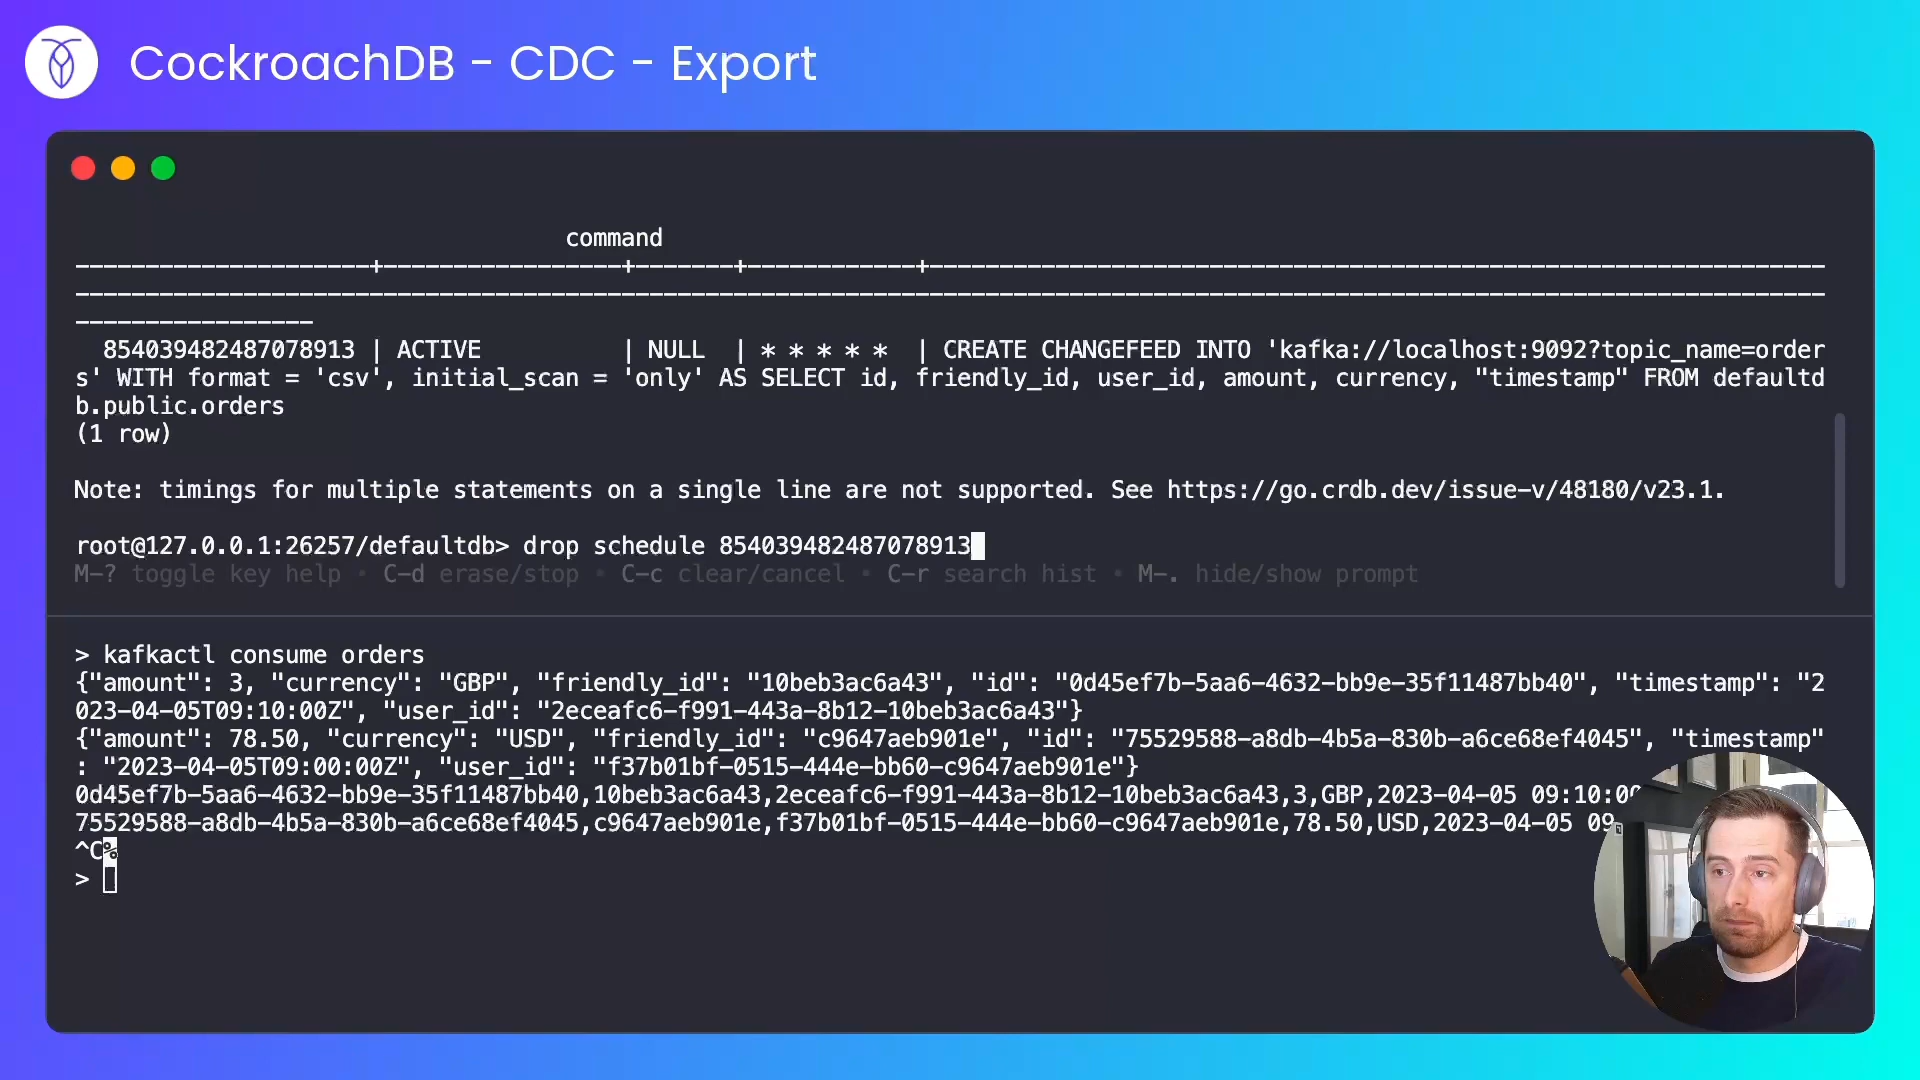 CockroachDB - CDC - Export
command
--------------------+-----------------+-------+------------+----------------------------------------------------------------
-----------------------------------------------------------------------------------------------------------------------------
-----------------
854039482487078913 | ACTIVE | NULL | * * * * * | CREATE CHANGEFEED INTO 'kafka://localhost:9092?topic_name=order
s' WITH format = 'csv', initial_scan = 'only' AS SELECT id, friendly_id, user_id, amount, currency, "timestamp" FROM defaultd
b.public.orders
(1 row)
Note: timings for multiple statements on a single line are not supported. See https://go.crdb.dev/issue-v/48180/v23.1.
root@127.0.0.1:26257/defaultdb> drop schedule 854039482487078913
M-? toggle key help • C-d erase/stop • C-c clear/cancel • C-r search hist • M-. hide/show prompt
> kafkactl consume orders
{"amount": 3, "currency": "GBP", "friendly_id": "10beb3ac6a43", "id": "0d45ef7b-5aa6-4632-bb9e-35f11487bb40", "timestamp": "2
023-04-05T09:10:00Z", "user_id": "2eceafc6-f991-443a-8b12-10beb3ac6a43"}
{"amount": 78.50, "currency": "USD", "friendly_id": "c9647aeb901e", "id": "75529588-a8db-4b5a-830b-a6ce68ef4045", "timestamp"
: "2023-04-05T09:00:00Z", "user_id": "f37b01bf-0515-444e-bb60-c9647aeb901e"}
0d45ef7b-5aa6-4632-bb9e-35f11487bb40,10beb3ac6a43,2eceafc6-f991-443a-8b12-10beb3ac6a43,3,GBP,2023-04-05 09:10:00
75529588-a8db-4b5a-830b-a6ce68ef4045,c9647aeb901e,f37b01bf-0515-444e-bb60-c9647aeb901e,78.50,USD,2023-04-05 09
^C%
>